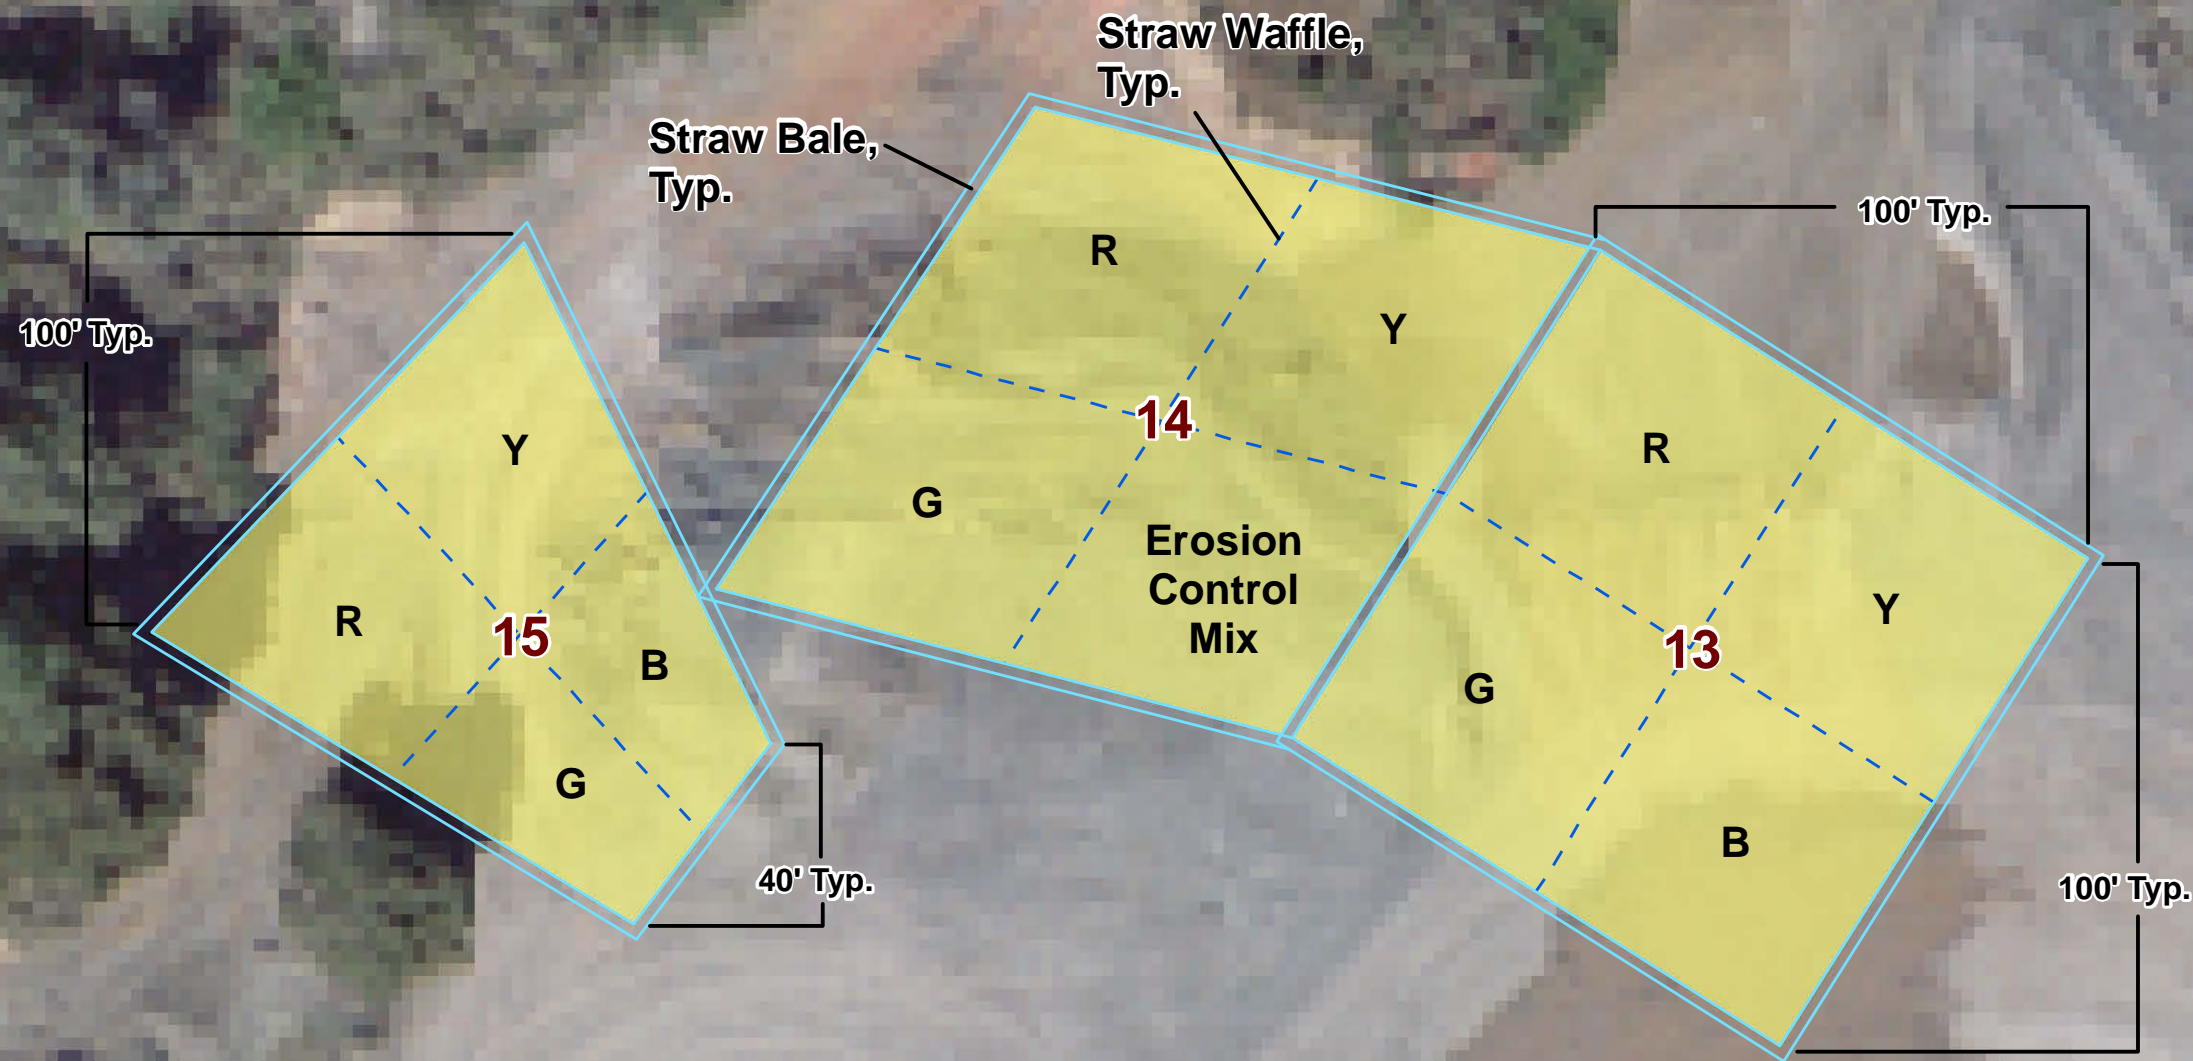 Straw Waffle,
Typ.
Straw Bale,
Typ.
100' Typ.
100' Typ.
R
Y
14
G
Erosion
Control
Mix
Y
R
15
B
G
40' Typ.
R
Y
13
G
B
100' Typ.